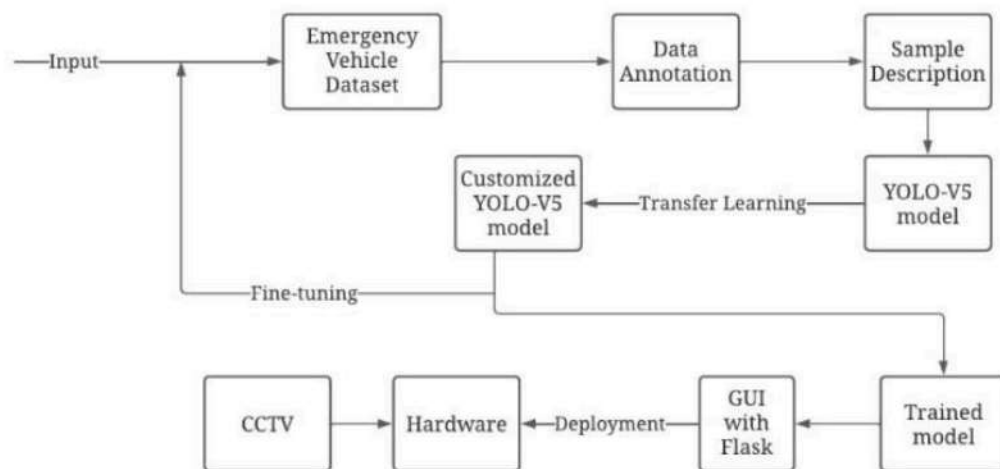 Input
Emergency
Vehicle
Dataset
Data
Annotation
Sample
Description
Customized
YOLO-V5
model
Transfer Learning
YOLO-V5
model
Fine-tuning
CCTV
Hardware
Deployment
GUI
with
Flask
Trained
model